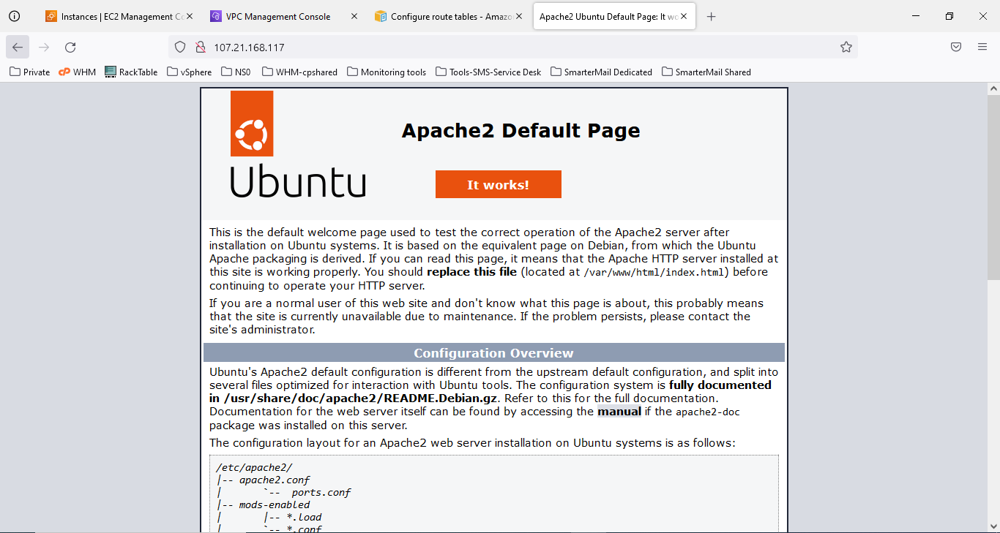 Instances | EC2 Management Co
VPC Management Console
Configure route tables - Amazo
Apache2 Ubuntu Default Page: It wo
107.21.168.117
Private
WHM
RackTable
vSphere
NS0
WHM-cpshared
Monitoring tools
Tools-SMS-Service Desk
SmarterMail Dedicated
SmarterMail Shared
Ubuntu
Apache2 Default Page
It works!
This is the default welcome page used to test the correct operation of the Apache2 server after
installation on Ubuntu systems. It is based on the equivalent page on Debian, from which the Ubuntu
Apache packaging is derived. If you can read this page, it means that the Apache HTTP server installed at
this site is working properly. You should replace this file (located at /var/www/html/index.html) before
continuing to operate your HTTP server.
If you are a normal user of this web site and don't know what this page is about, this probably means
that the site is currently unavailable due to maintenance. If the problem persists, please contact the
site's administrator.
Configuration Overview
Ubuntu's Apache2 default configuration is different from the upstream default configuration, and split into
several files optimized for interaction with Ubuntu tools. The configuration system is fully documented
in /usr/share/doc/apache2/README.Debian.gz. Refer to this for the full documentation.
Documentation for the web server itself can be found by accessing the manual if the apache2-doc
package was installed on this server.
The configuration layout for an Apache2 web server installation on Ubuntu systems is as follows:
/etc/apache2/
|-- apache2.conf
|       `--  ports.conf
|-- mods-enabled
|       |-- *.load
|       `-- *.conf